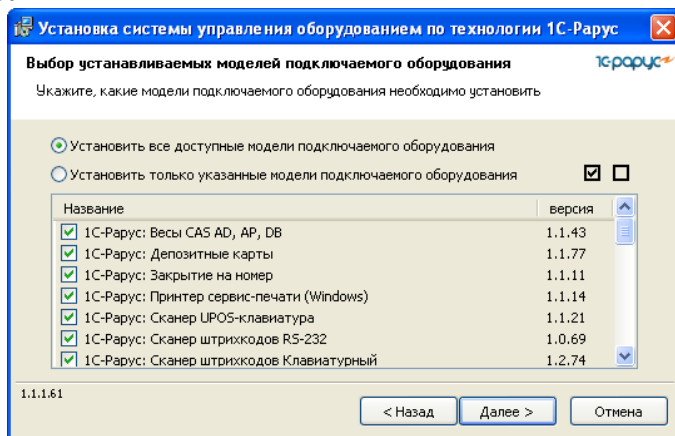 Установка системы управления оборудованием по технологии 1С-Рарус
Выбор устанавливаемых моделей подключаемого оборудования
1с-рарус
Укажите, какие модели подключаемого оборудования необходимо установить
Установить все доступные модели подключаемого оборудования
Установить только указанные модели подключаемого оборудования
Название версия
1С-Рарус: Весы CAS AD, AP, DB 1.1.43
1С-Рарус: Депозитные карты 1.1.77
1С-Рарус: Закрытие на номер 1.1.11
1С-Рарус: Принтер сервис-печати (Windows) 1.1.14
1С-Рарус: Сканер UPOS-клавиатура 1.1.21
1С-Рарус: Сканер штрихкодов RS-232 1.0.69
1С-Рарус: Сканер штрихкодов Клавиатурный 1.2.74
1.1.1.61
< Назад Далее > Отмена